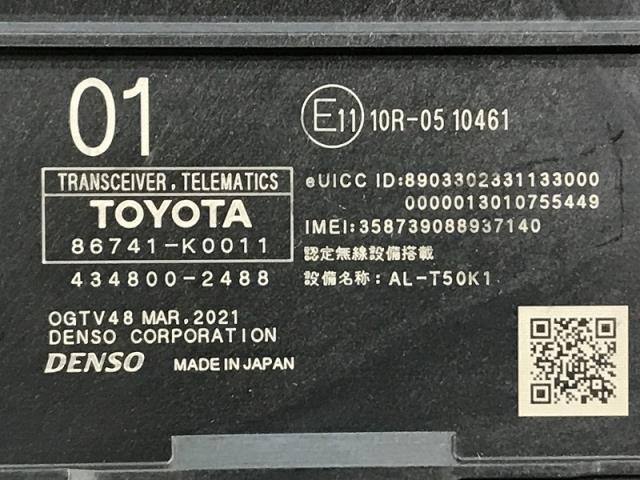 01
TRANSCEIVER, TELEMATICS
TOYOTA
86741-K0011
434800-2488
OGTV48 MAR.2021
DENSO CORPORATION
DENSO MADE IN JAPAN
E11 10R-05 10461
eUICC ID:8903302331133000
0000013010755449
IMEI:358739088937140
認定無線設備搭載
設備名称: AL-T50K1